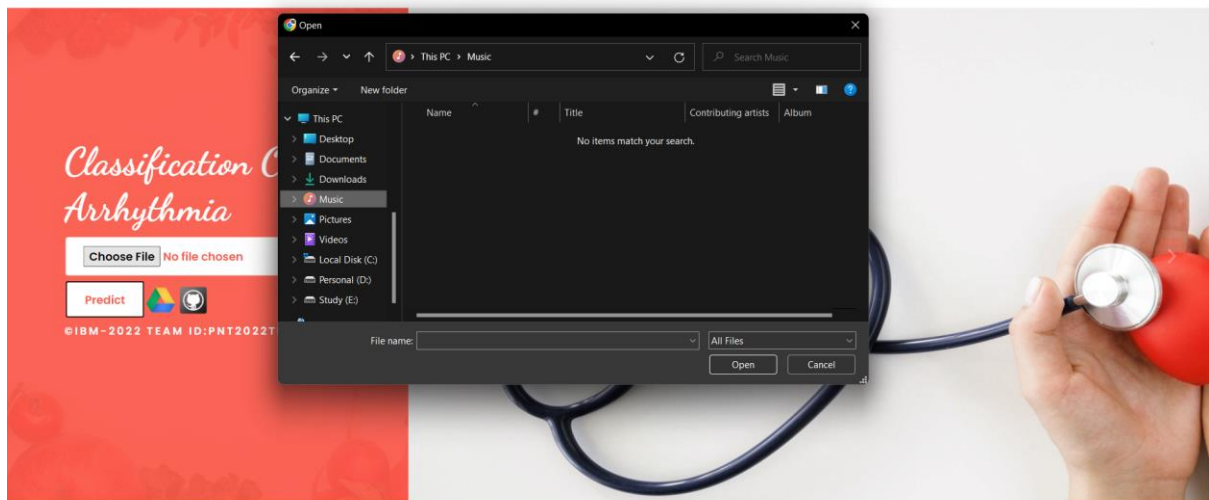 Open
This PC > Music
Search Music
Organize New folder
Name # Title Contributing artists Album
No items match your search.
This PC
Desktop
Documents
Downloads
Music
Pictures
Videos
Local Disk (C:)
Personal (D:)
Study (E:)
File name:
All Files
Open Cancel
Classification
Arrhythmia
Choose File No file chosen
Predict
©IBM-2022 TEAM ID:PNT2022T